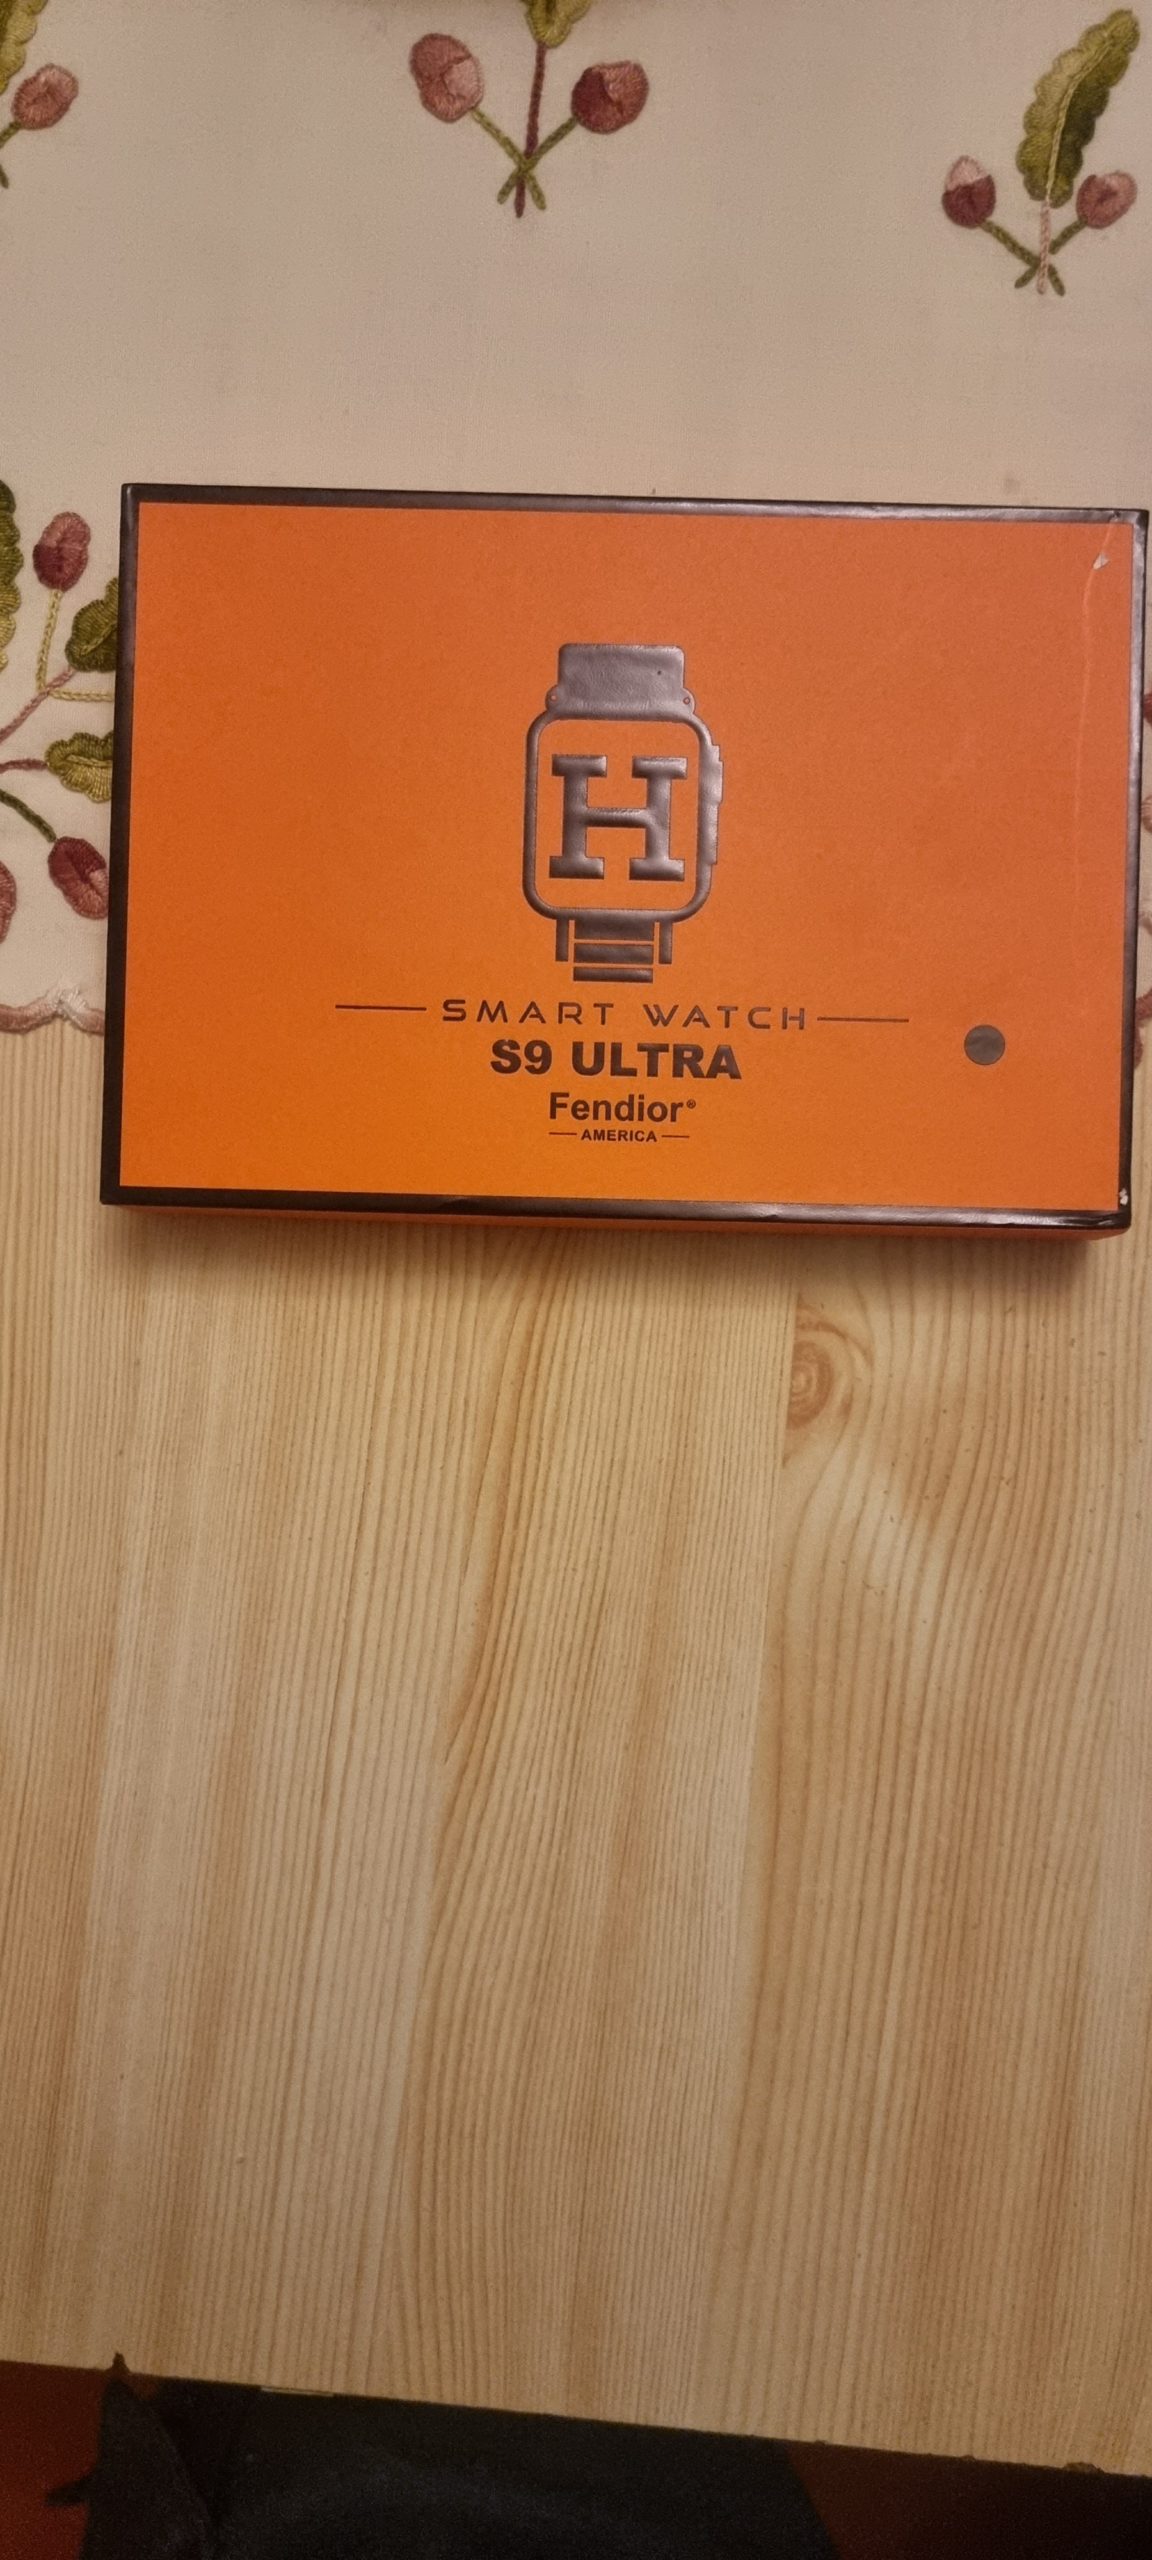 H
SMART WATCH
S9 ULTRA
Fendior®
AMERICA